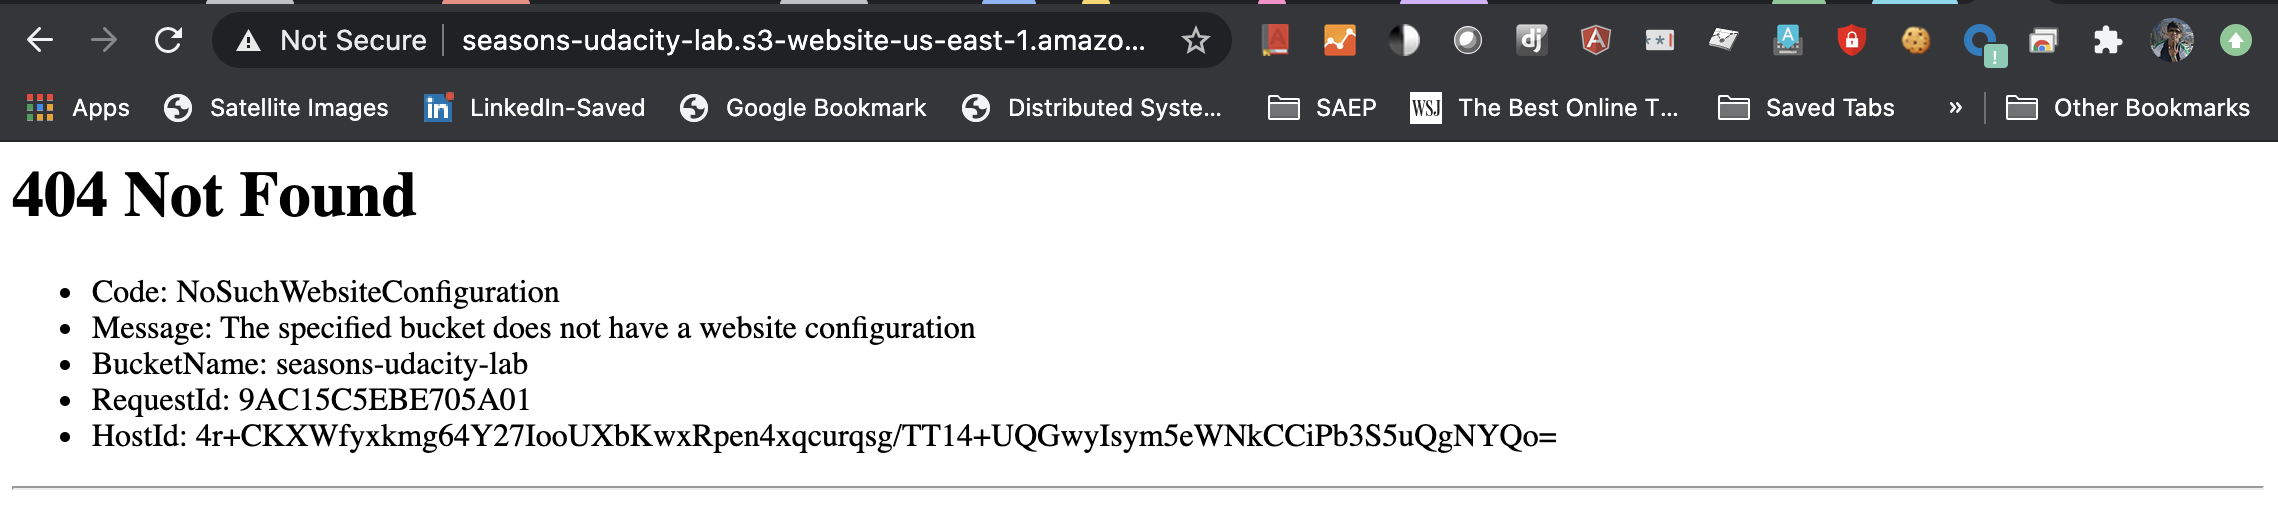 Not Secure seasons-udacity-lab.s3-website-us-east-1.amazo...
Apps Satellite Images LinkedIn-Saved Google Bookmark Distributed Syste... SAEP WSJ The Best Online T... Saved Tabs » Other Bookmarks
404 Not Found
• Code: NoSuchWebsiteConfiguration
• Message: The specified bucket does not have a website configuration
• BucketName: seasons-udacity-lab
• RequestId: 9AC15C5EBE705A01
• HostId: 4r+CKXWfyxkmg64Y27IooUXbKwxRpen4xqcurqsg/TT14+UQGwyIsym5eWNkCCiPb3S5uQgNYQo=